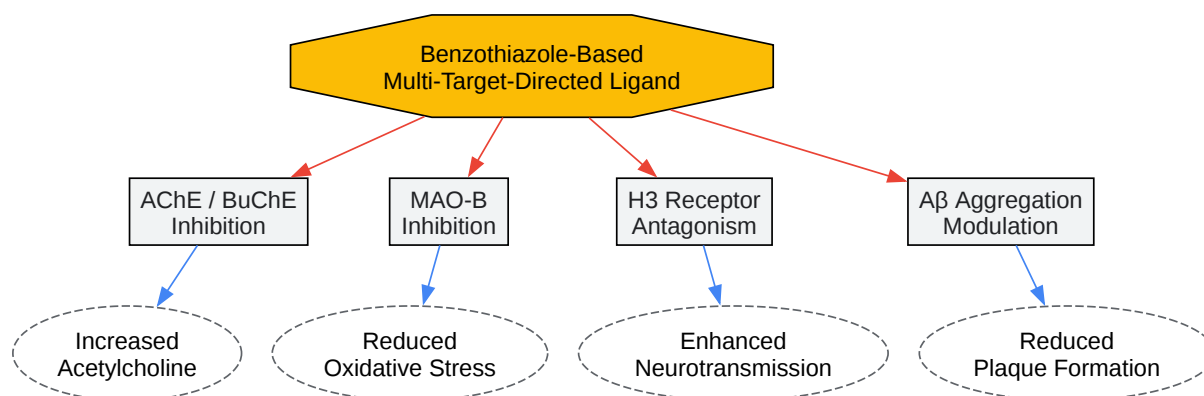 Benzothiazole-Based
Multi-Target-Directed Ligand
AChE / BuChE
Inhibition
MAO-B
Inhibition
H3 Receptor
Antagonism
Aβ Aggregation
Modulation
Increased
Acetylcholine
Reduced
Oxidative Stress
Enhanced
Neurotransmission
Reduced
Plaque Formation